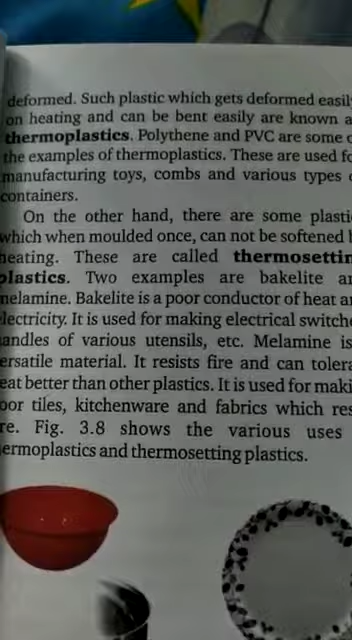 deformed. Such plastic which gets deformed easil
on heating and can be bent easily are known a
thermoplastics. Polythene and PVC are some o
the examples of thermoplastics. These are used fo
manufacturing toys, combs and various types o
containers.
On the other hand, there are some plasti
which when moulded once, can not be softened b
heating. These are called thermosettin
plastics. Two examples are bakelite an
melamine. Bakelite is a poor conductor of heat an
electricity. It is used for making electrical switche
andles of various utensils, etc. Melamine is
ersatile material. It resists fire and can tolera
eat better than other plastics. It is used for maki
oor tiles, kitchenware and fabrics which res
re. Fig. 3.8 shows the various uses
ermoplastics and thermosetting plastics.